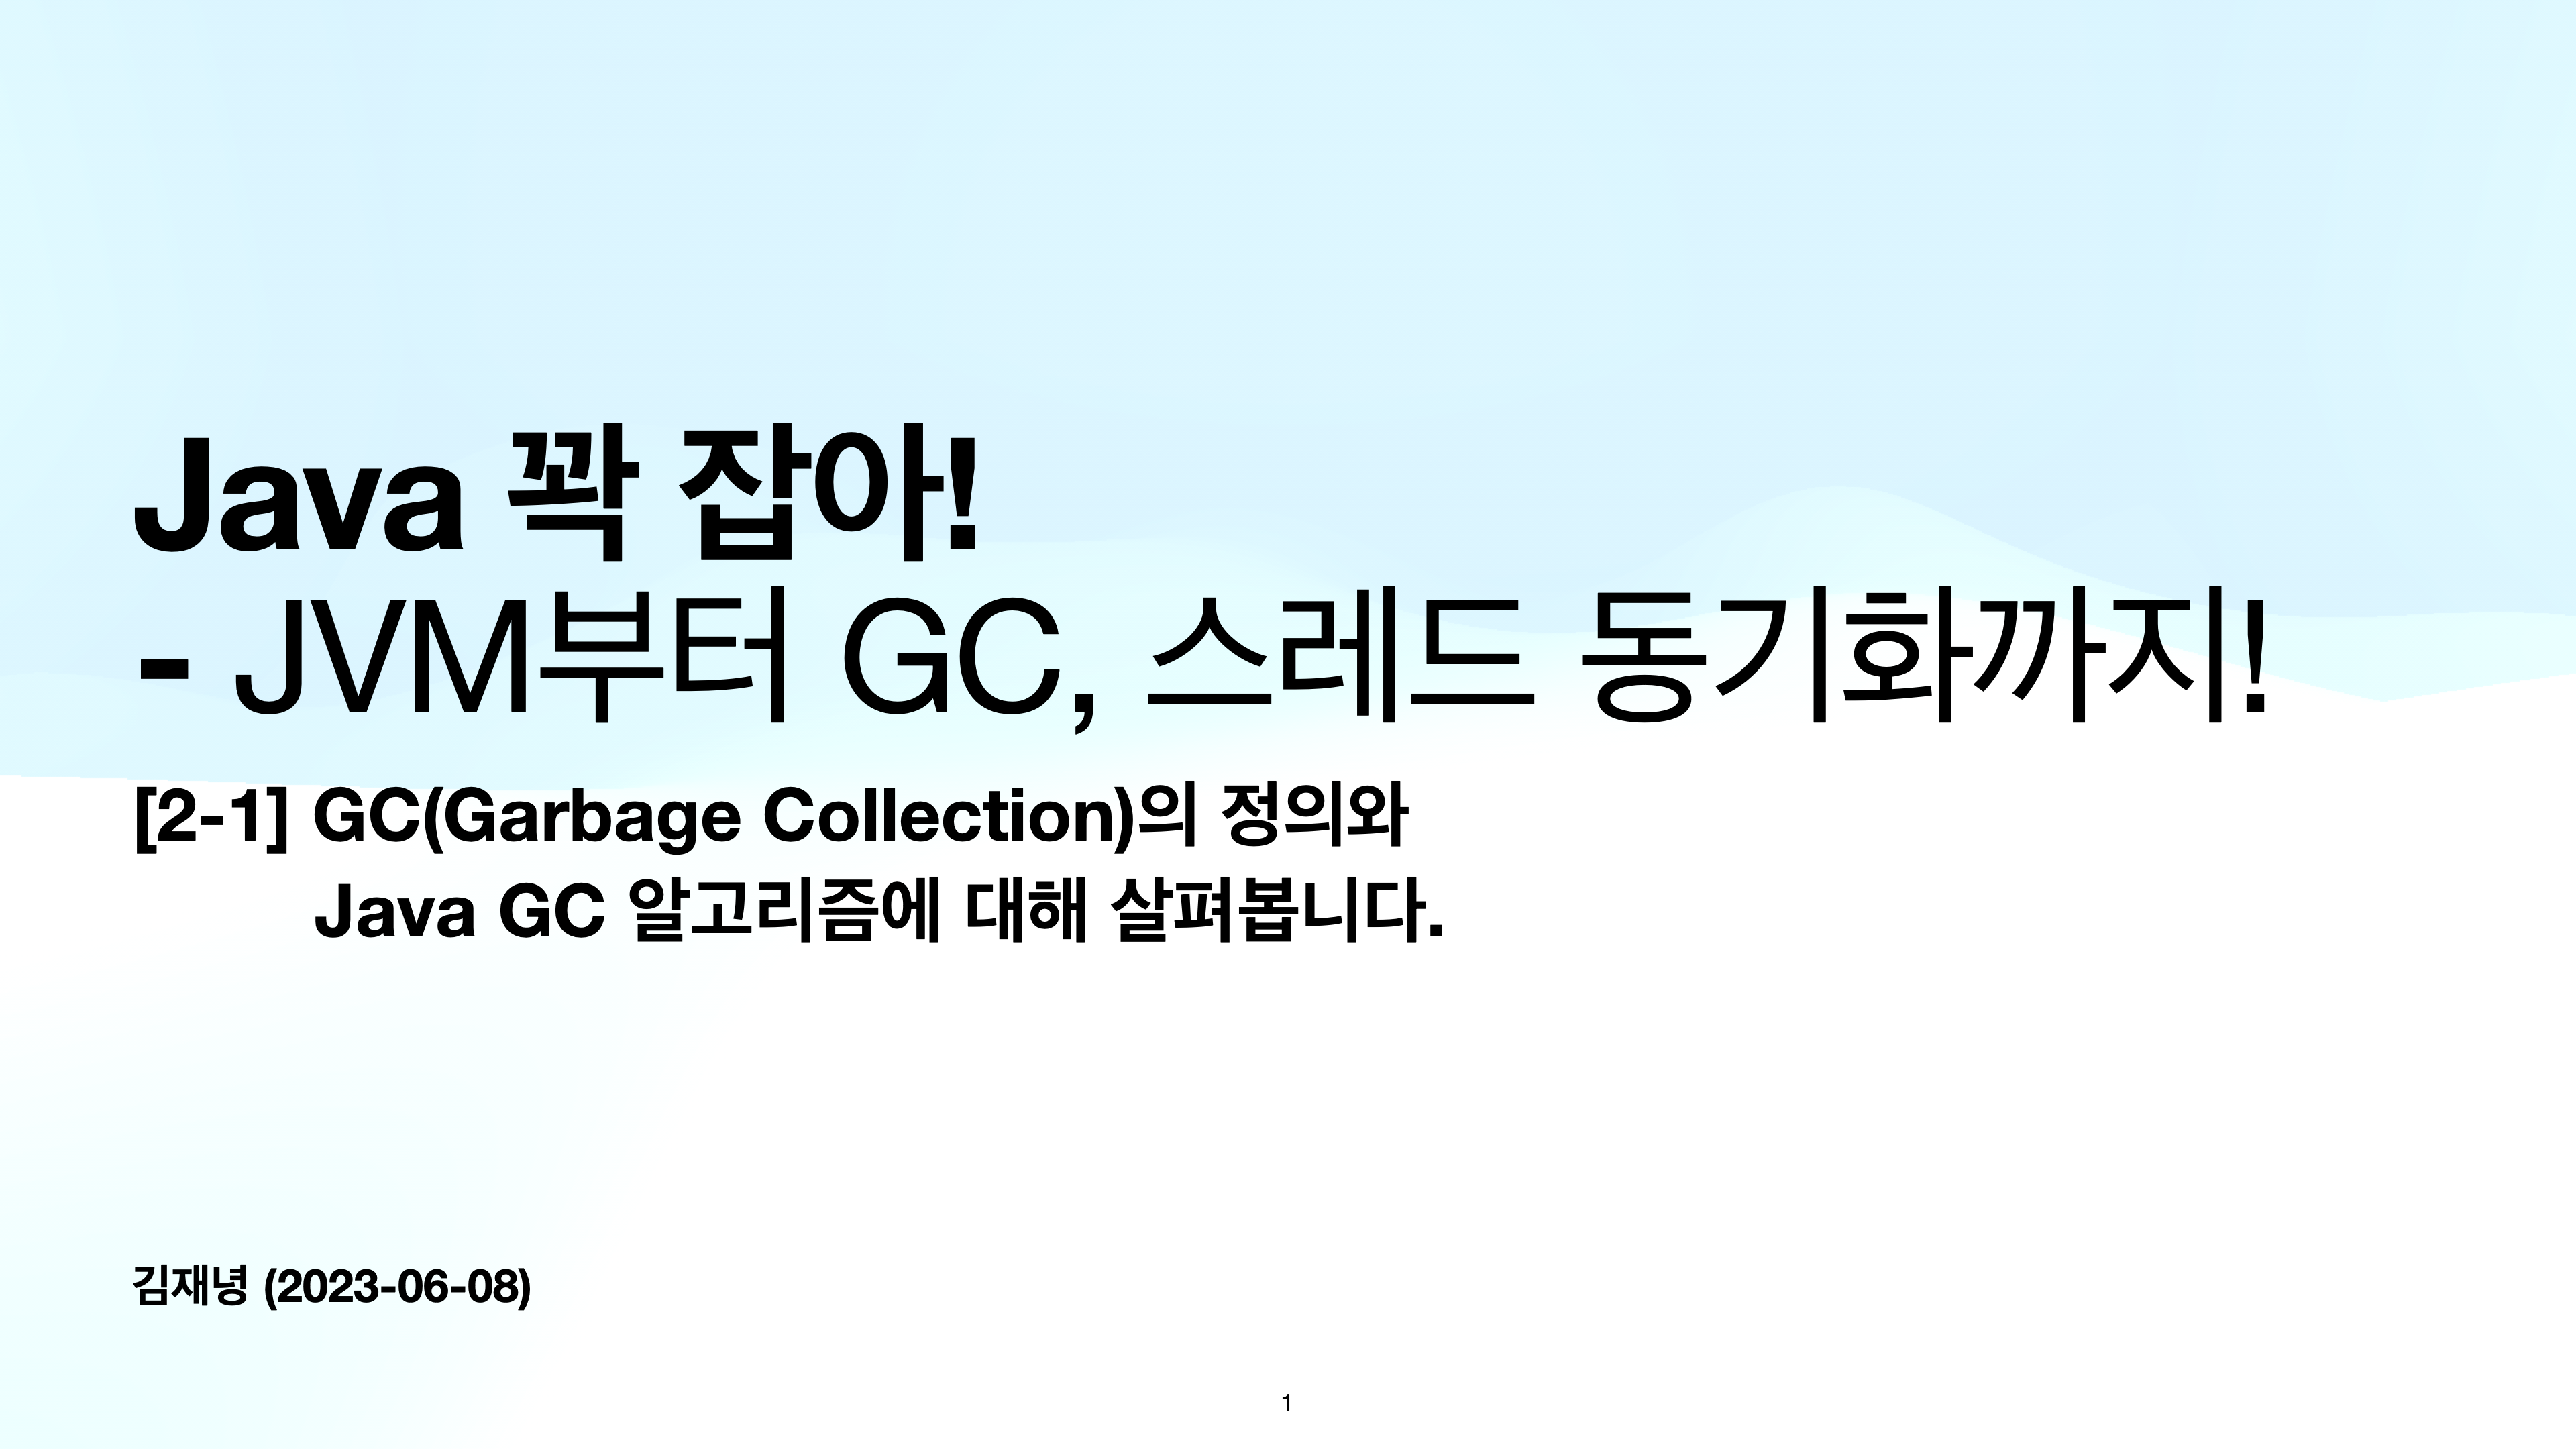 Java 꽉 잡아!
- JVM부터 GC, 스레드 동기화까지!
[2-1] GC(Garbage Collection)의 정의와
Java GC 알고리즘에 대해 살펴봅니다.
김재녕 (2023-06-08)
1